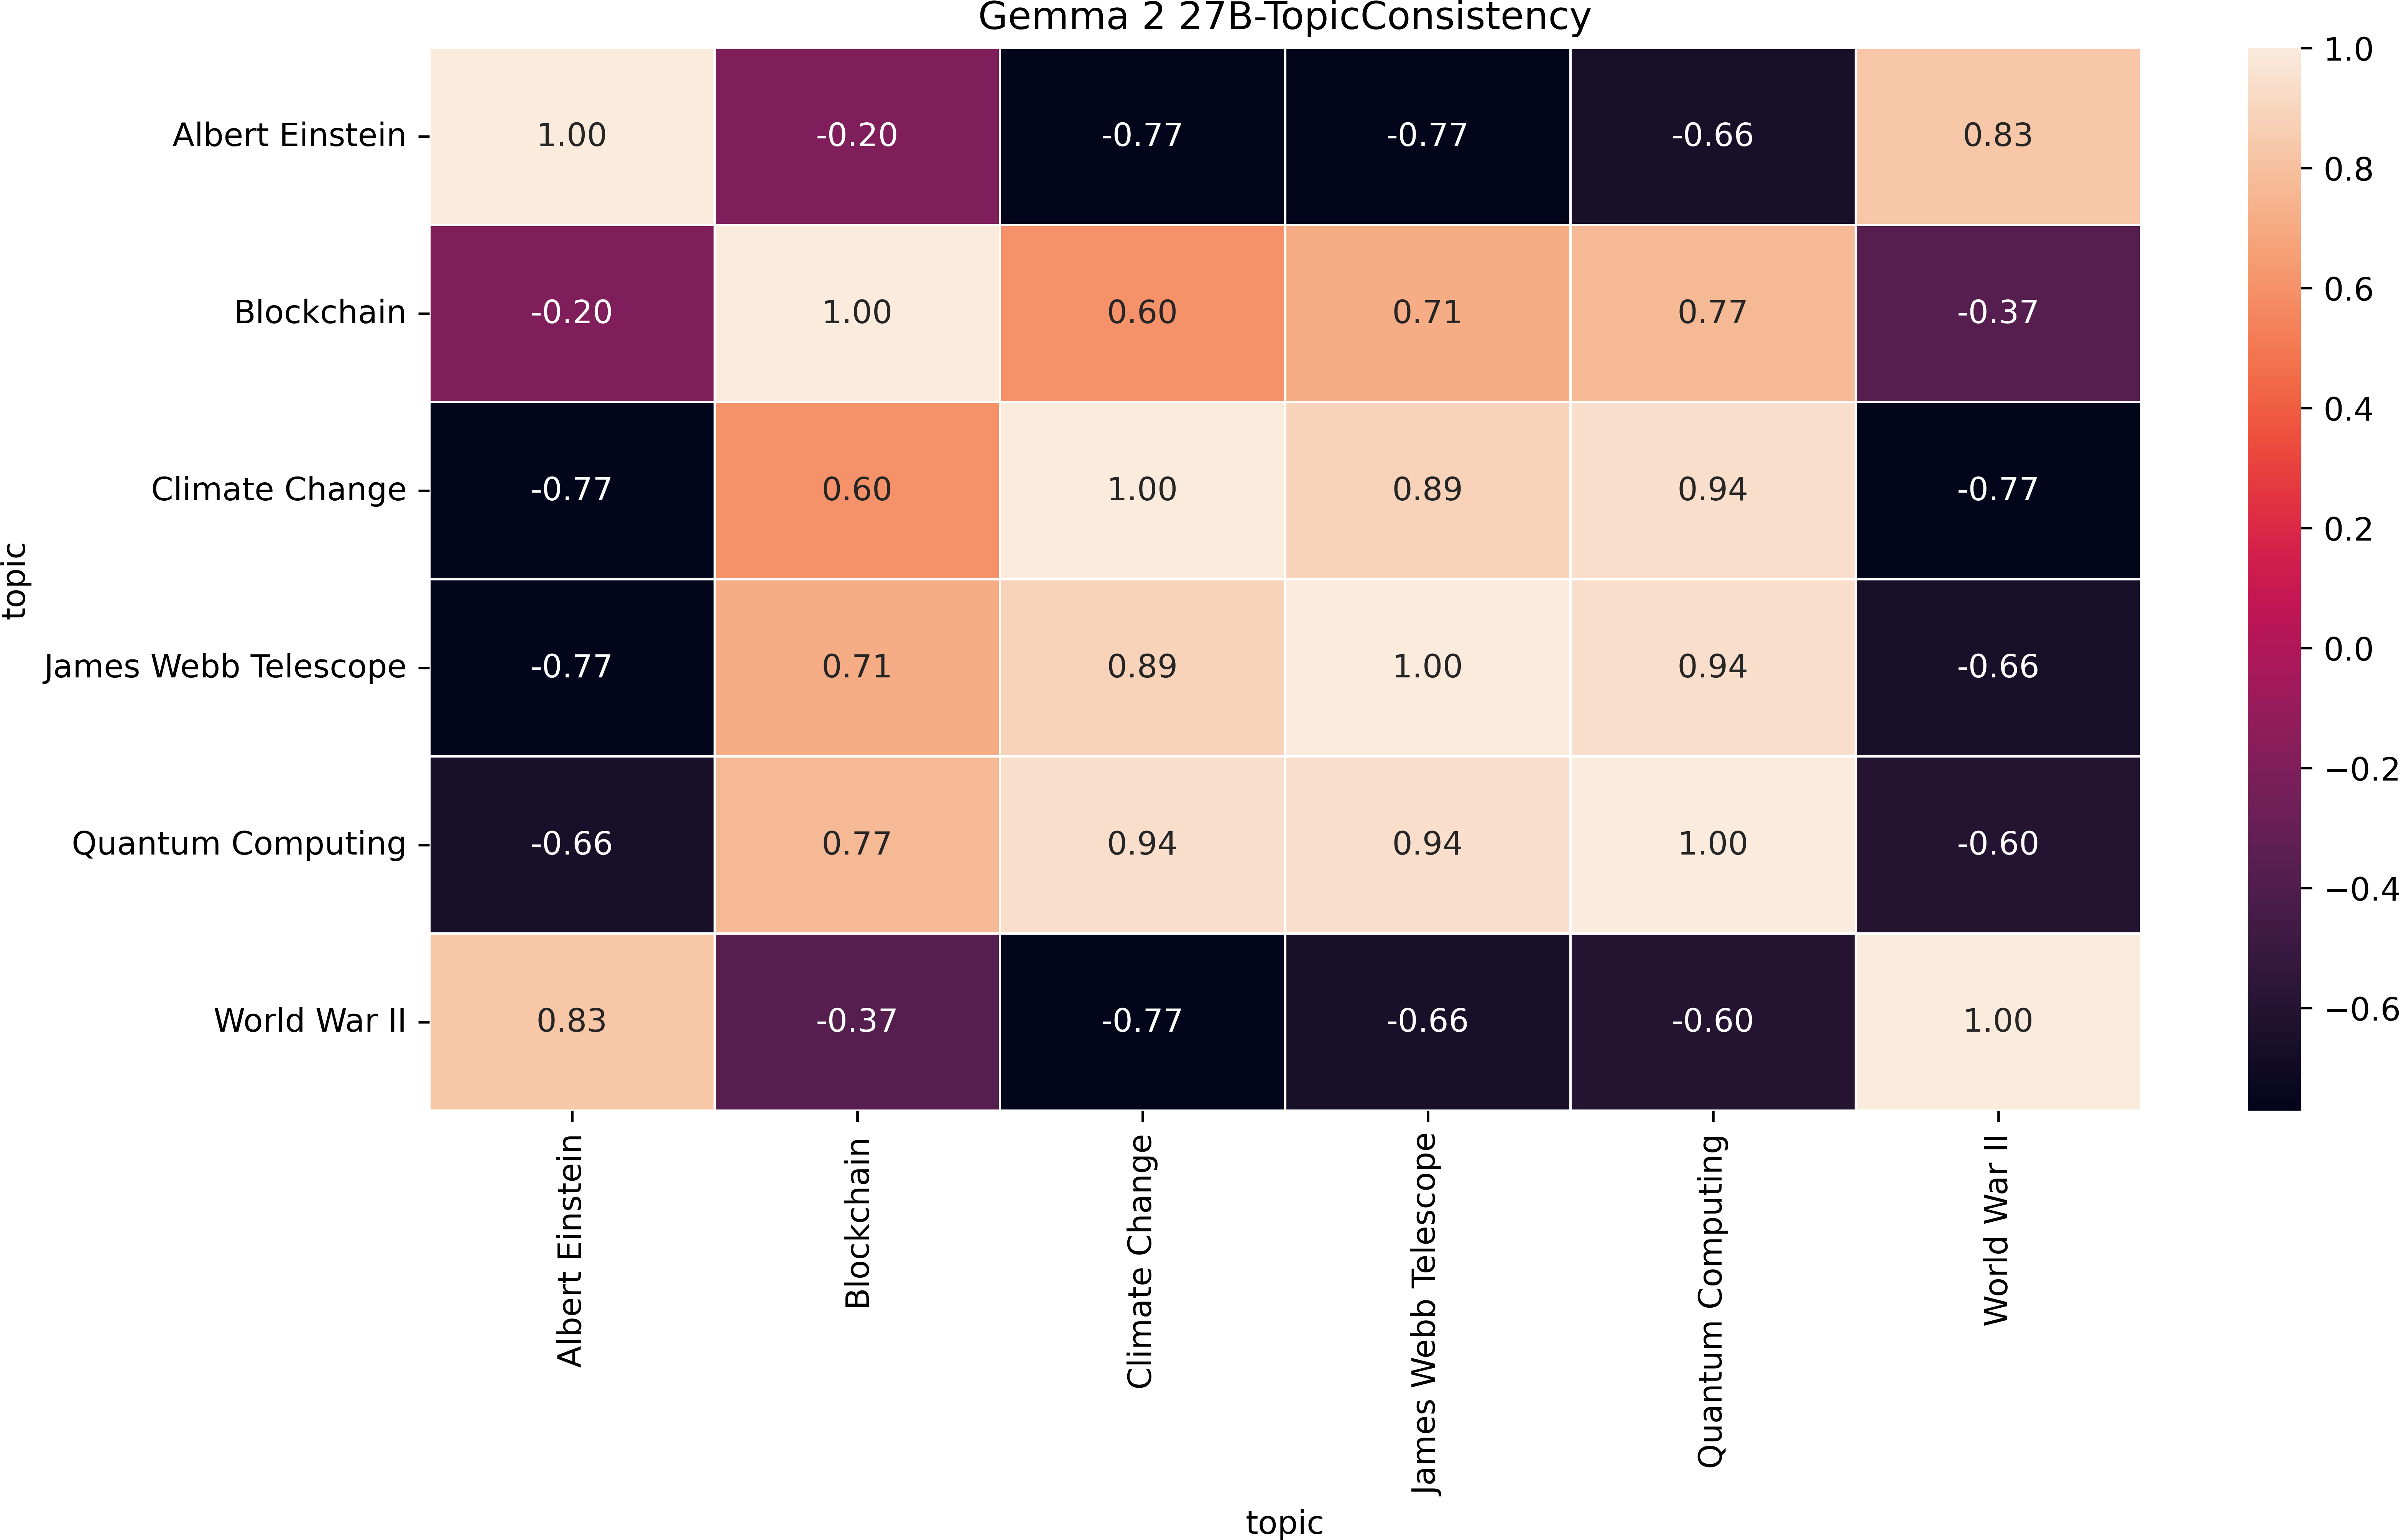 Gemma 2 27B-TopicConsistency
Albert Einstein 1.00 -0.20 -0.77 -0.77 -0.66 0.83
Blockchain -0.20 1.00 0.60 0.71 0.77 -0.37
Climate Change -0.77 0.60 1.00 0.89 0.94 -0.77
James Webb Telescope -0.77 0.71 0.89 1.00 0.94 -0.66
Quantum Computing -0.66 0.77 0.94 0.94 1.00 -0.60
World War II 0.83 -0.37 -0.77 -0.66 -0.60 1.00
topic
Albert Einstein
Blockchain
Climate Change
James Webb Telescope
Quantum Computing
World War II
topic
1.0
0.8
0.6
0.4
0.2
0.0
−0.2
−0.4
−0.6